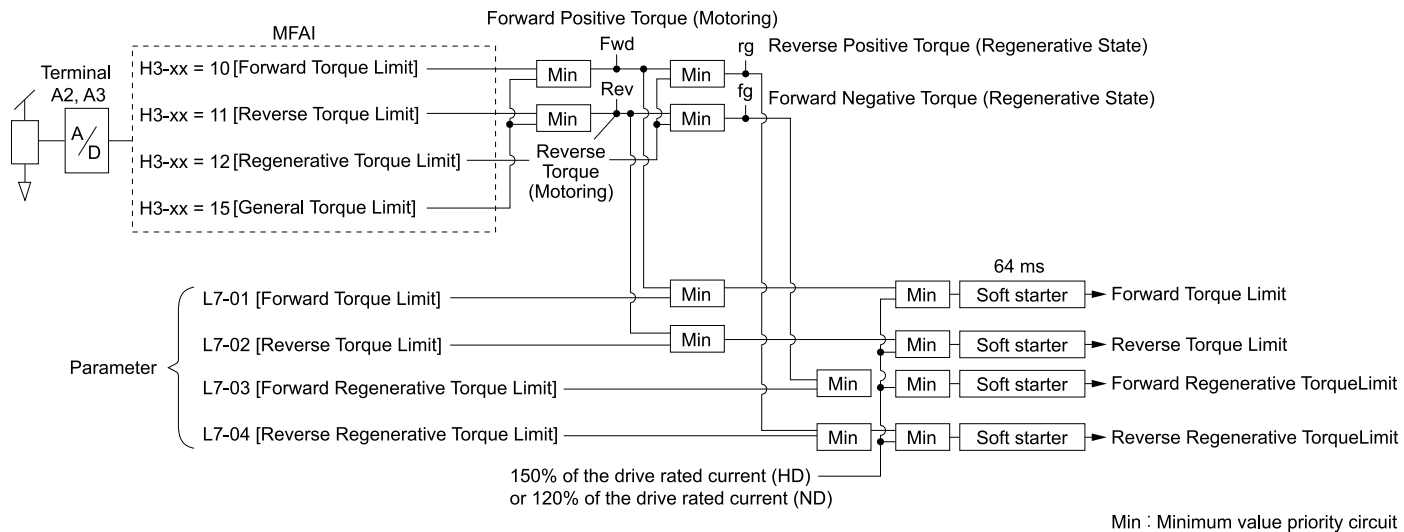 Forward Positive Torque (Motoring)
MFAI
Fwd
rg
Reverse Positive Torque (Regenerative State)
Terminal
A2, A3
H3-xx = 10 [Forward Torque Limit]
Min
Min
Rev
fg
Forward Negative Torque (Regenerative State)
H3-xx = 11 [Reverse Torque Limit]
Min
Min
A/D
H3-xx = 12 [Regenerative Torque Limit]
Reverse
Torque
(Motoring)
H3-xx = 15 [General Torque Limit]
64 ms
L7-01 [Forward Torque Limit]
Min
Min
Soft starter
Forward Torque Limit
L7-02 [Reverse Torque Limit]
Min
Min
Soft starter
Reverse Torque Limit
Parameter
L7-03 [Forward Regenerative Torque Limit]
Min
Min
Soft starter
Forward Regenerative TorqueLimit
L7-04 [Reverse Regenerative Torque Limit]
Min
Min
Soft starter
Reverse Regenerative TorqueLimit
150% of the drive rated current (HD)
or 120% of the drive rated current (ND)
Min : Minimum value priority circuit